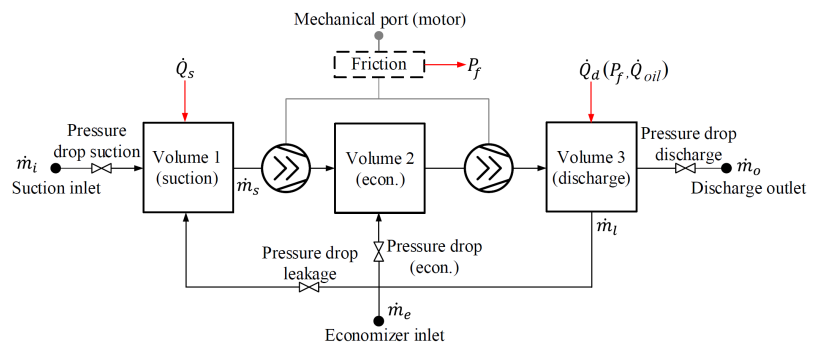 Mechanical port (motor)
Friction
P_f
Q̇_s
Q̇_d(P_f,Q̇_oil)
Pressure
drop suction
ṁ_i
Suction inlet
Volume 1
(suction)
ṁ_s
Volume 2
(econ.)
Volume 3
(discharge)
Pressure drop
discharge
ṁ_o
Discharge outlet
ṁ_l
Pressure drop
leakage
Pressure drop
(econ.)
ṁ_e
Economizer inlet